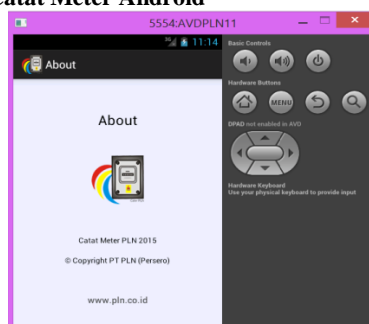 Catat Meter Android
5554:AVDPLN11
3G 11:14
About
About
Catat Meter PLN 2015
© Copyright PT PLN (Persero)
www.pln.co.id
Basic Controls
Hardware Buttons
MENU
DPAD not enabled in AVD
Hardware Keyboard
Use your physical keyboard to provide input